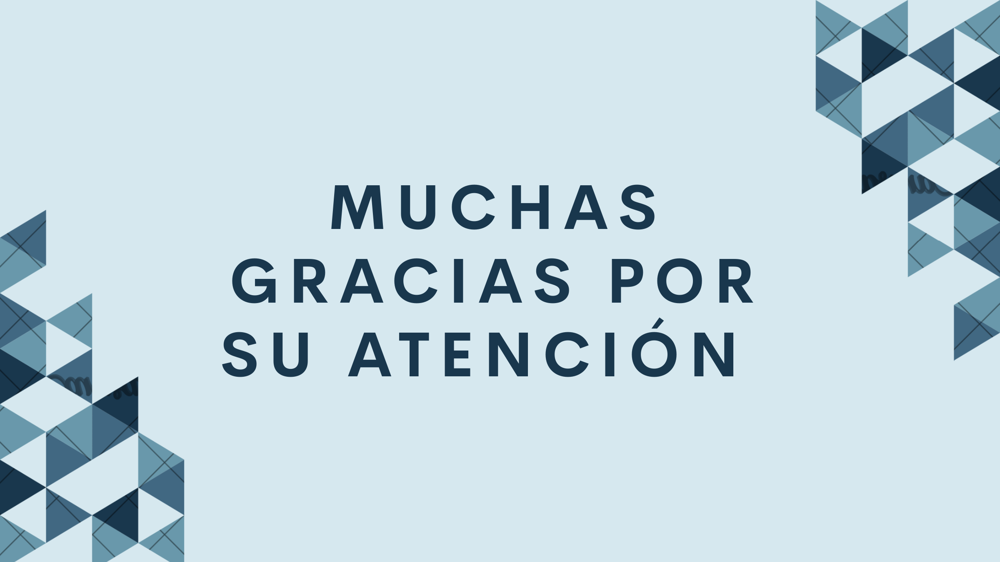 MUCHAS
GRACIAS POR
SU ATENCIÓN